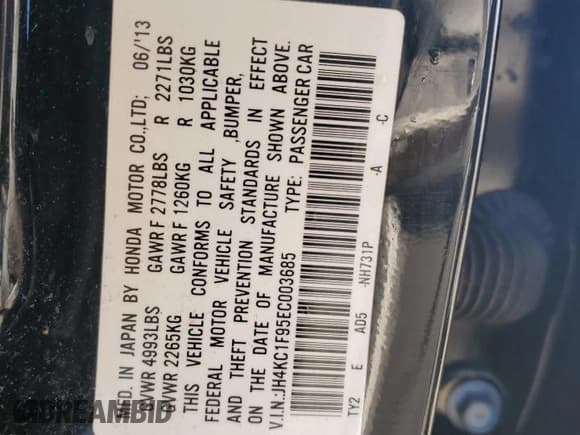 MFD. IN JAPAN BY HONDA MOTOR CO.,LTD; 06/'13
GVWR 4993LBS GAWR F 2778LBS R 2271LBS
GVWR 2265KG GAWR F 1260KG R 1030KG
THIS VEHICLE CONFORMS TO ALL APPLICABLE
FEDERAL MOTOR VEHICLE SAFETY ,BUMPER,
AND THEFT PREVENTION STANDARDS IN EFFECT
ON THE DATE OF MANUFACTURE SHOWN ABOVE.
V.I.N.:JH4KC1F95EC003685 TYPE: PASSENGER CAR
TY2 E AD5 -NH731P -A -C
DREAMBID